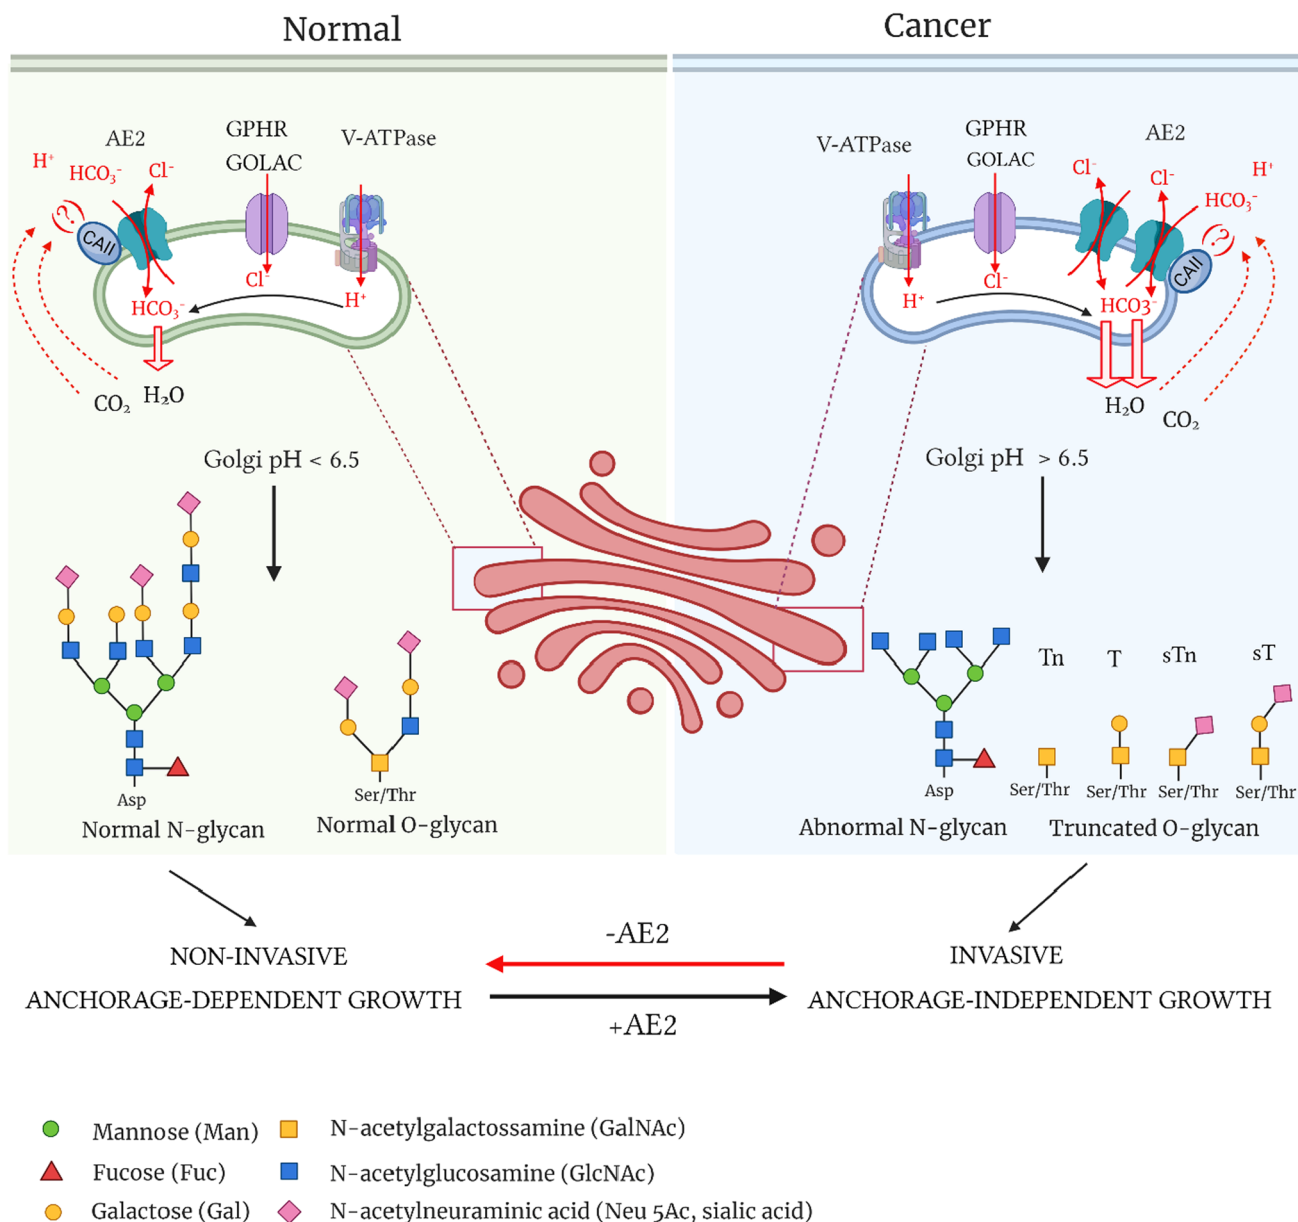 Normal
Cancer
AE2
GPHR
GOLAC
V-ATPase
H⁺
HCO₃⁻
Cl⁻
(?)
CAII
HCO₃⁻
Cl⁻
H⁺
CO₂
H₂O
Golgi pH < 6.5
V-ATPase
GPHR
GOLAC
AE2
Cl⁻
Cl⁻
HCO₃⁻
H⁺
(?)
CAII
H⁺
Cl⁻
HCO3⁻
H₂O
CO₂
Golgi pH > 6.5
Asp
Normal N-glycan
Ser/Thr
Normal O-glycan
Tn
T
sTn
sT
Asp
Ser/Thr
Ser/Thr
Ser/Thr
Ser/Thr
Abnormal N-glycan
Truncated O-glycan
NON-INVASIVE
ANCHORAGE-DEPENDENT GROWTH
-AE2
+AE2
INVASIVE
ANCHORAGE-INDEPENDENT GROWTH
Mannose (Man)
N-acetylgalactossamine (GalNAc)
Fucose (Fuc)
N-acetylglucosamine (GlcNAc)
Galactose (Gal)
N-acetylneuraminic acid (Neu 5Ac, sialic acid)